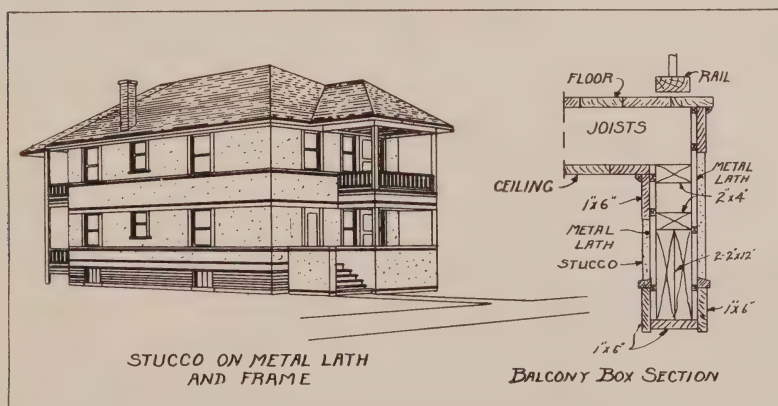 FLOOR
RAIL
JOISTS
METAL
LATH
CEILING
1"x6"
2"x4"
METAL
LATH
STUCCO
2-2"x12"
1"x6"
1"x6"
STUCCO ON METAL LATH
AND FRAME
BALCONY BOX SECTION